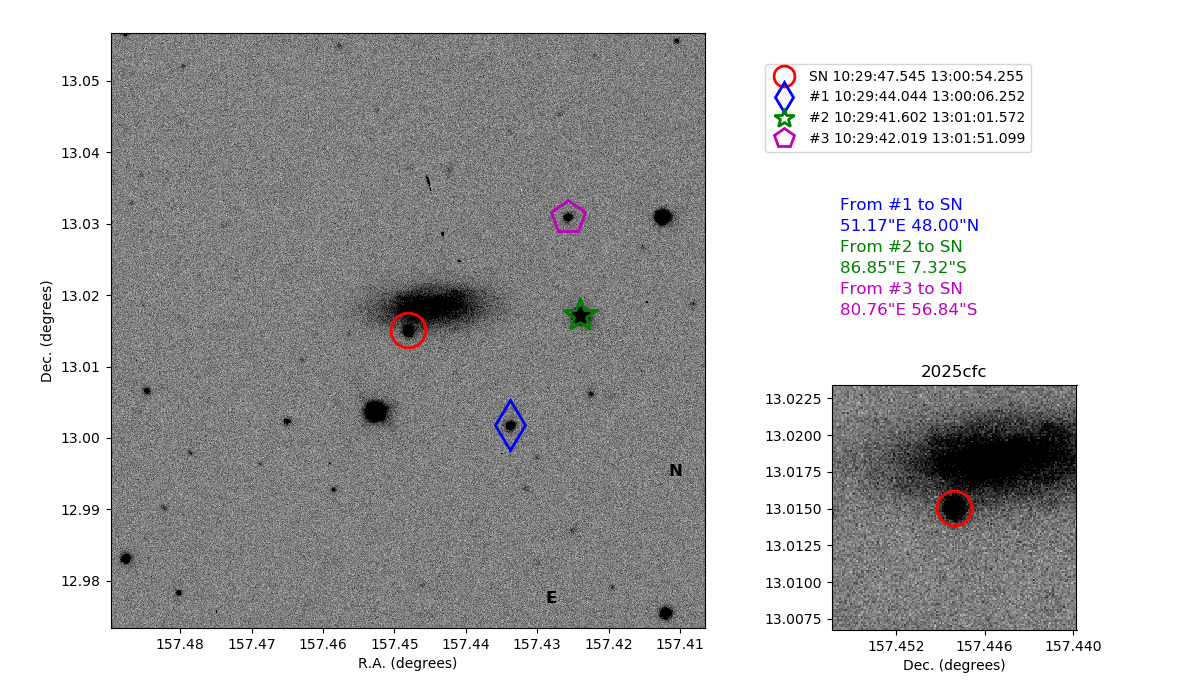 13.05
13.04
13.03
13.02
13.01
13.00
12.99
12.98
Dec. (degrees)
157.48 157.47 157.46 157.45 157.44 157.43 157.42 157.41
R.A. (degrees)
N
E
SN 10:29:47.545 13:00:54.255
#1 10:29:44.044 13:00:06.252
#2 10:29:41.602 13:01:01.572
#3 10:29:42.019 13:01:51.099
From #1 to SN
51.17"E 48.00"N
From #2 to SN
86.85"E 7.32"S
From #3 to SN
80.76"E 56.84"S
2025cfc
13.0225
13.0200
13.0175
13.0150
13.0125
13.0100
13.0075
157.452 157.446 157.440
Dec. (degrees)